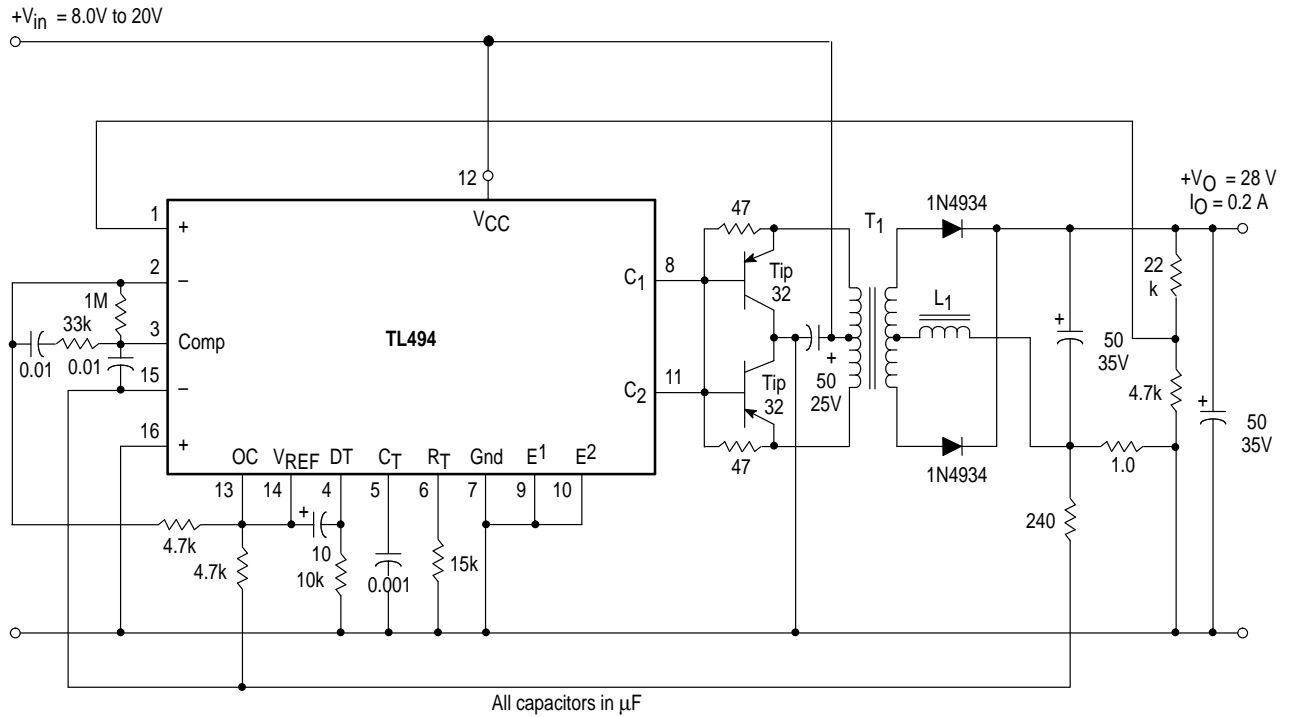 +Vin = 8.0V to 20V
+VO = 28 V
IO = 0.2 A
12
VCC
1
+
2
–
1M
33k
3
Comp
0.01
0.01
15
–
16
+
TL494
C1
8
C2
11
47
Tip
32
Tip
32
47
+
50
25V
T1
1N4934
L1
1N4934
+
50
35V
22
k
4.7k
+
50
35V
1.0
240
OC
VREF
DT
CT
RT
Gnd
E1
E2
13
14
4
5
6
7
9
10
+
4.7k
4.7k
10
10k
0.001
15k
All capacitors in μF